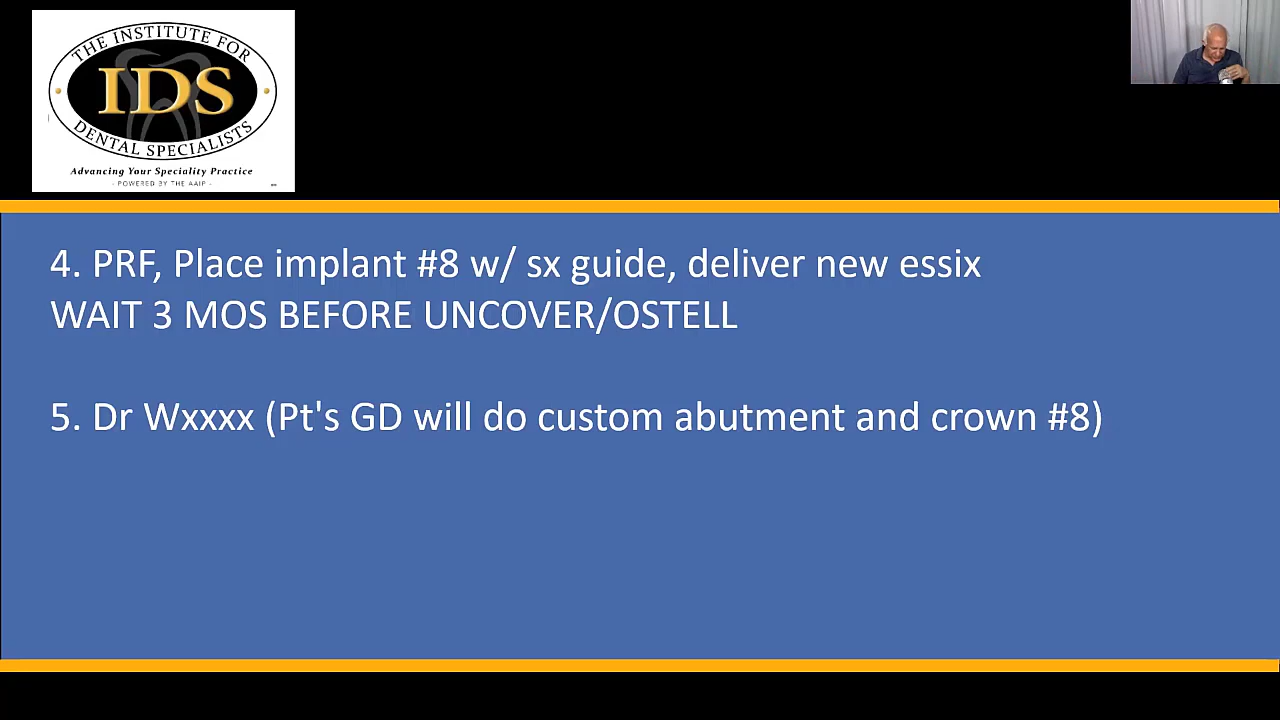 THE INSTITUTE FOR
IDS
DENTAL SPECIALISTS
Advancing Your Speciality Practice
- POWERED BY THE AAIP -
4. PRF, Place implant #8 w/ sx guide, deliver new essix
WAIT 3 MOS BEFORE UNCOVER/OSTELL
5. Dr Wxxxx (Pt's GD will do custom abutment and crown #8)